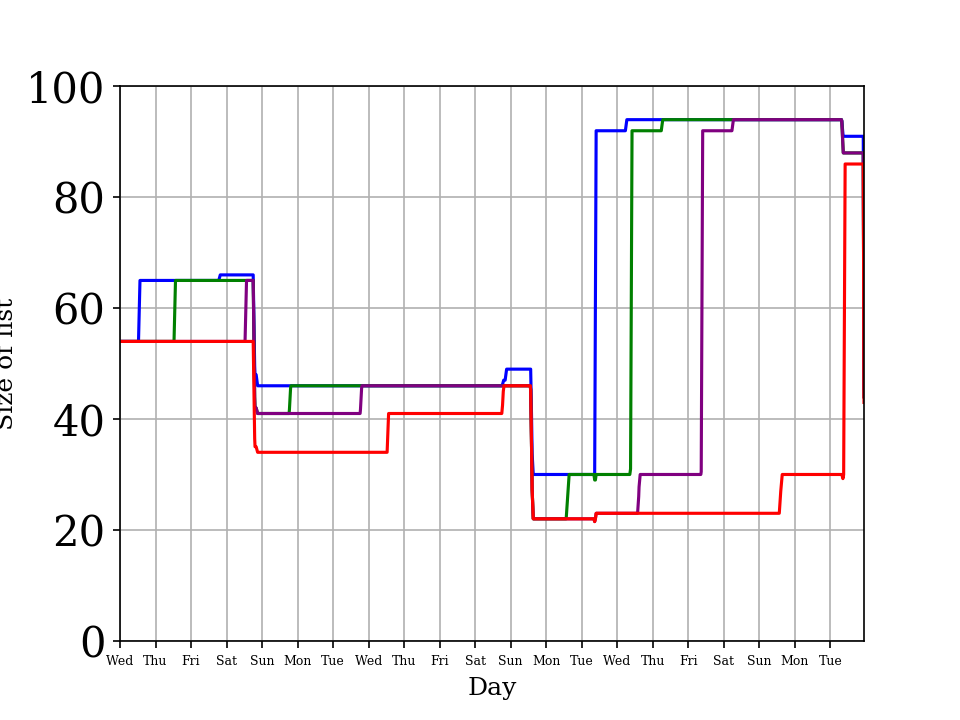 100
80
60
40
20
0
Size of list
Wed Thu Fri Sat Sun Mon Tue Wed Thu Fri Sat Sun Mon Tue Wed Thu Fri Sat Sun Mon Tue
Day